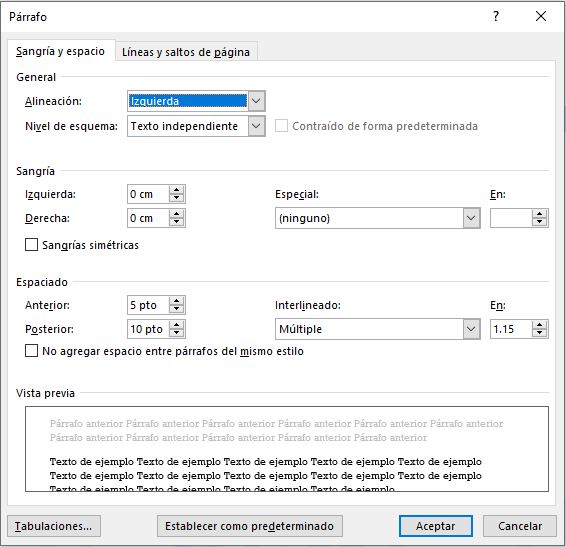 Párrafo ? ×
Sangría y espacio Líneas y saltos de página
General
Alineación: Izquierda
Nivel de esquema: Texto independiente Contraído de forma predeterminada
Sangría
Izquierda: 0 cm Especial: En:
Derecha: 0 cm (ninguno)
Sangrías simétricas
Espaciado
Anterior: 5 pto Interlineado: En:
Posterior: 10 pto Múltiple 1.15
No agregar espacio entre párrafos del mismo estilo
Vista previa
Párrafo anterior Párrafo anterior Párrafo anterior Párrafo anterior Párrafo anterior Párrafo anterior
Párrafo anterior Párrafo anterior Párrafo anterior Párrafo anterior Párrafo anterior
Texto de ejemplo Texto de ejemplo Texto de ejemplo Texto de ejemplo Texto de ejemplo
Texto de ejemplo Texto de ejemplo Texto de ejemplo Texto de ejemplo Texto de ejemplo
Texto de ejemplo Texto de ejemplo Texto de ejemplo Texto de ejemplo
Tabulaciones... Establecer como predeterminado Aceptar Cancelar